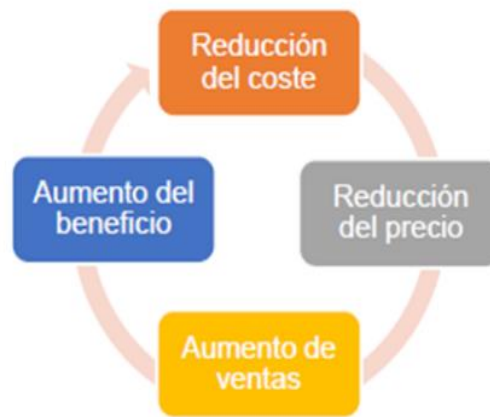 Reducción
del coste
Reducción
del precio
Aumento de
ventas
Aumento del
beneficio